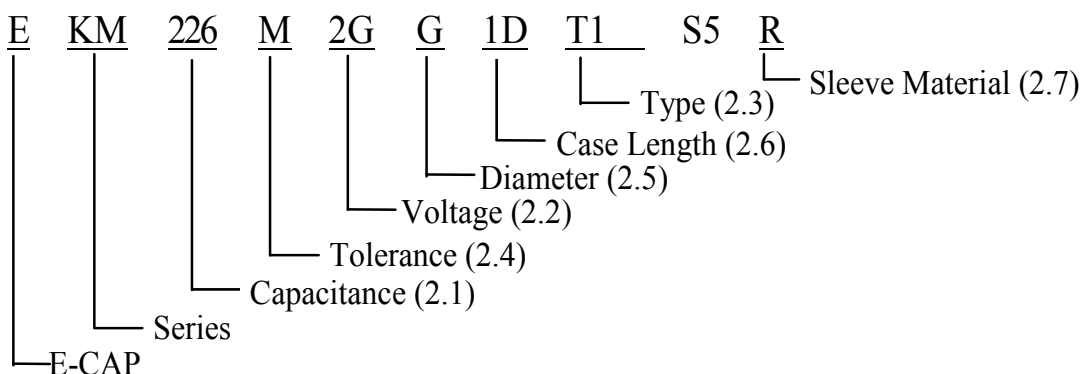 E KM 226 M 2G G 1D T1 S5 R
Sleeve Material (2.7)
Type (2.3)
Case Length (2.6)
Diameter (2.5)
Voltage (2.2)
Tolerance (2.4)
Capacitance (2.1)
Series
E-CAP